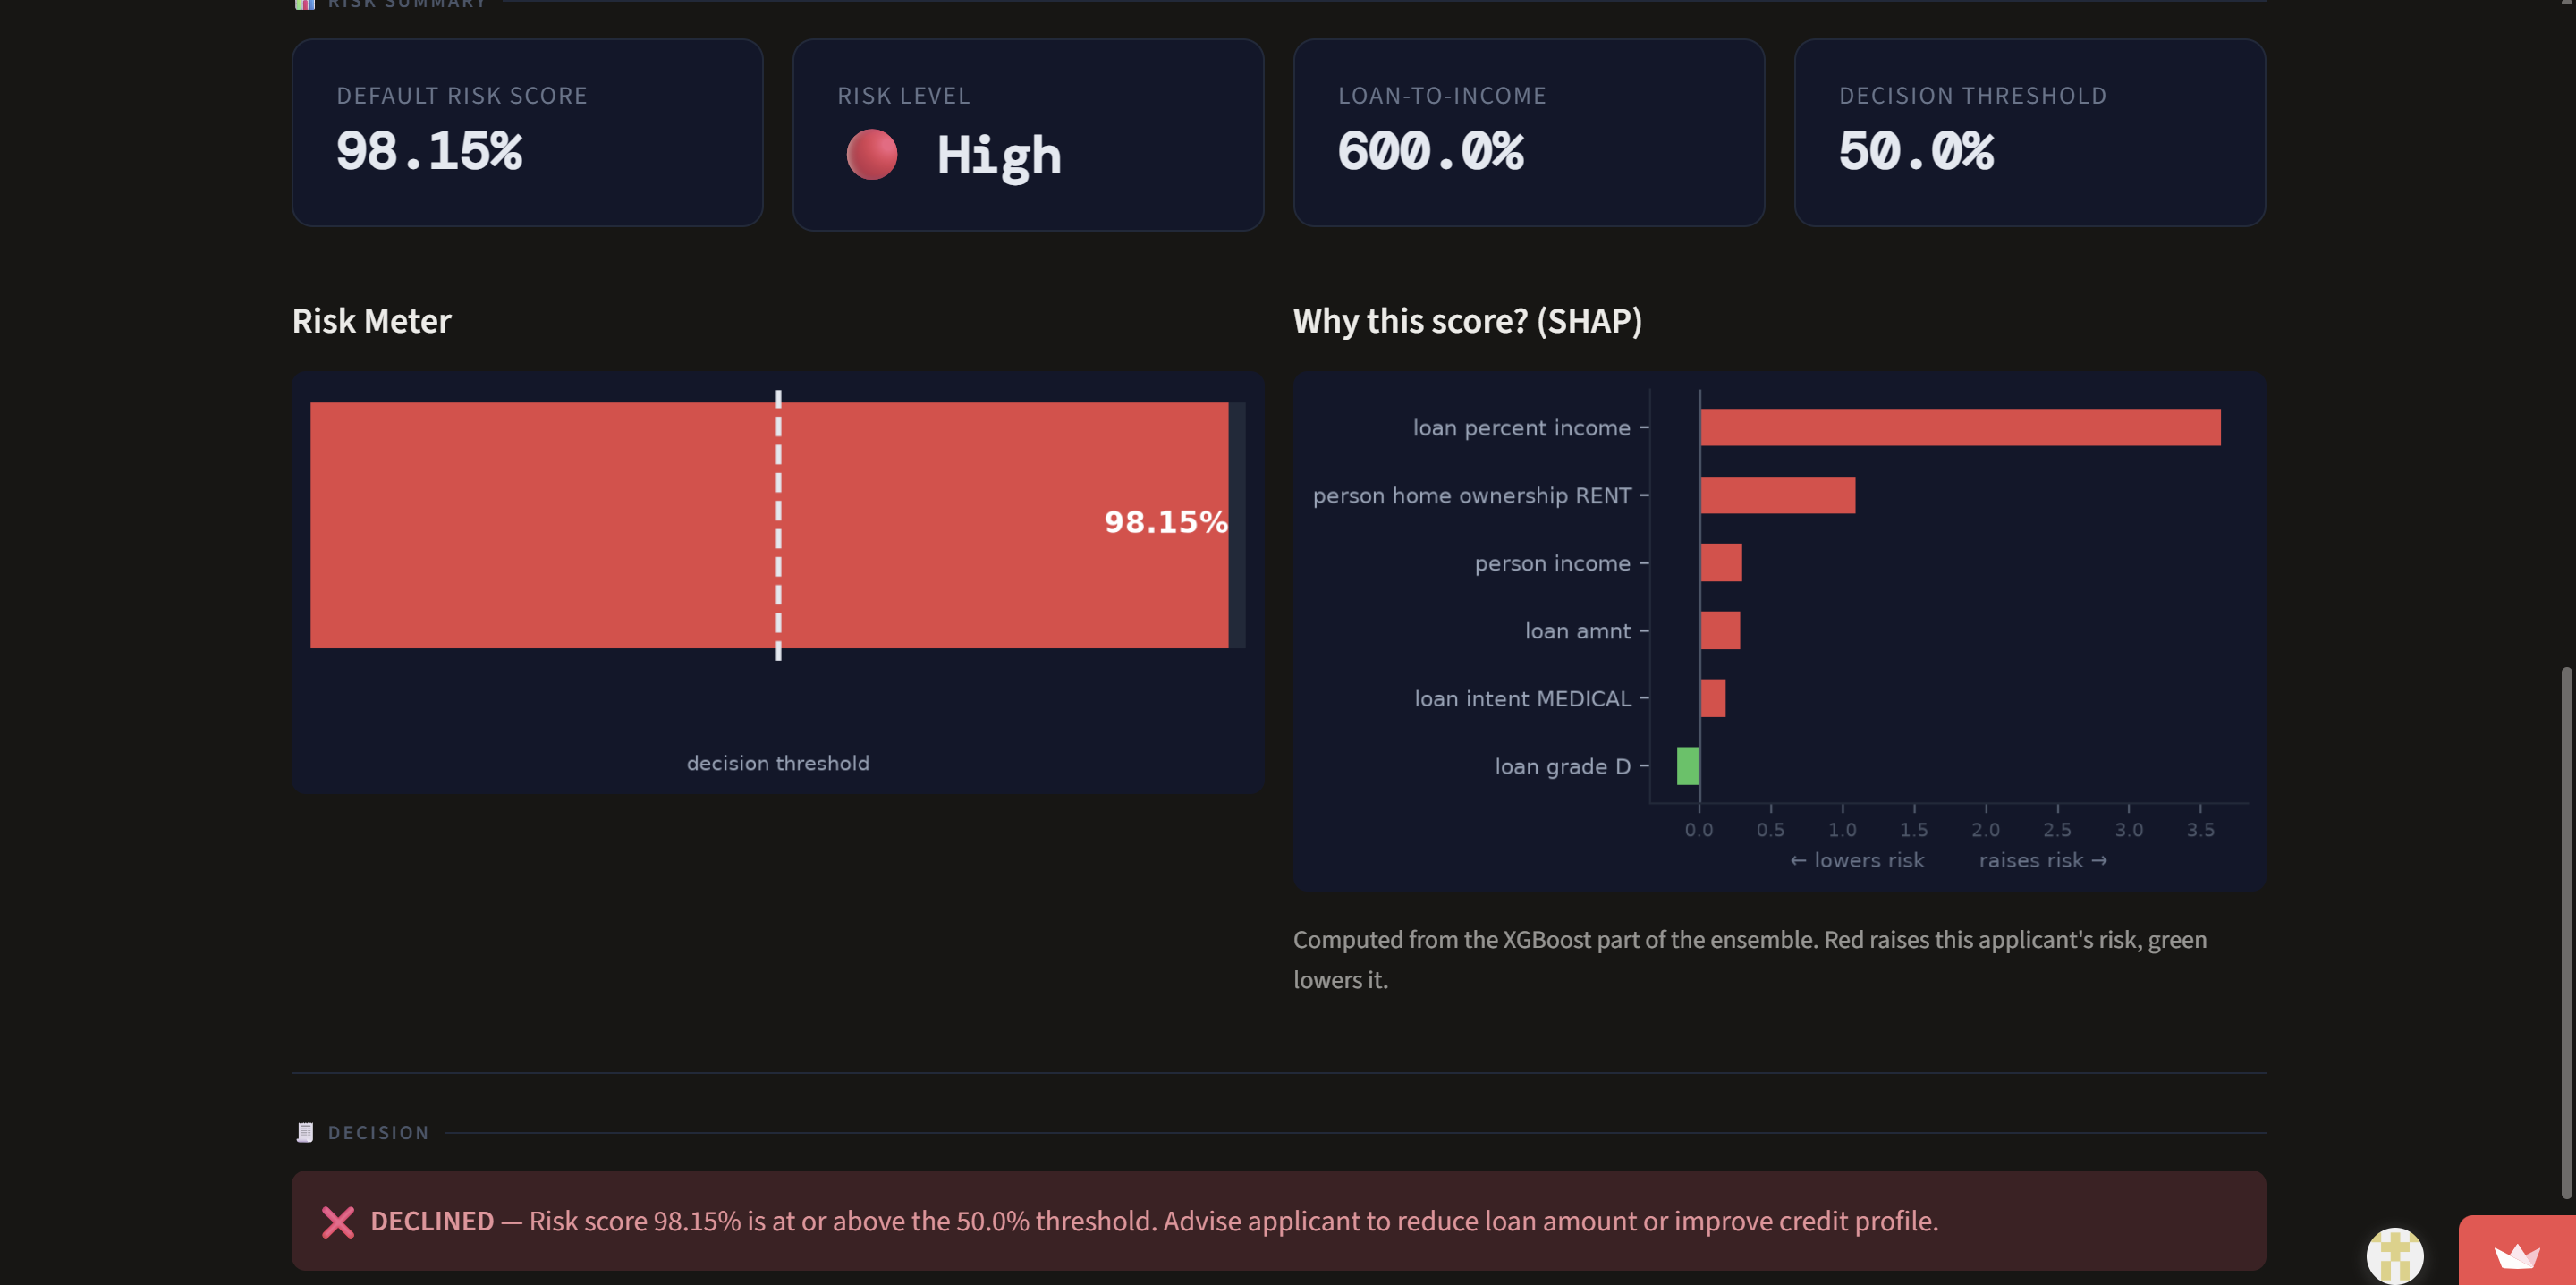 RISK SUMMARY
DEFAULT RISK SCORE
98.15%
RISK LEVEL
High
LOAN-TO-INCOME
600.0%
DECISION THRESHOLD
50.0%
Risk Meter
98.15%
decision threshold
Why this score? (SHAP)
loan percent income
person home ownership RENT
person income
loan amnt
loan intent MEDICAL
loan grade D
0.0 0.5 1.0 1.5 2.0 2.5 3.0 3.5
← lowers risk raises risk →
Computed from the XGBoost part of the ensemble. Red raises this applicant's risk, green
lowers it.
DECISION
DECLINED — Risk score 98.15% is at or above the 50.0% threshold. Advise applicant to reduce loan amount or improve credit profile.